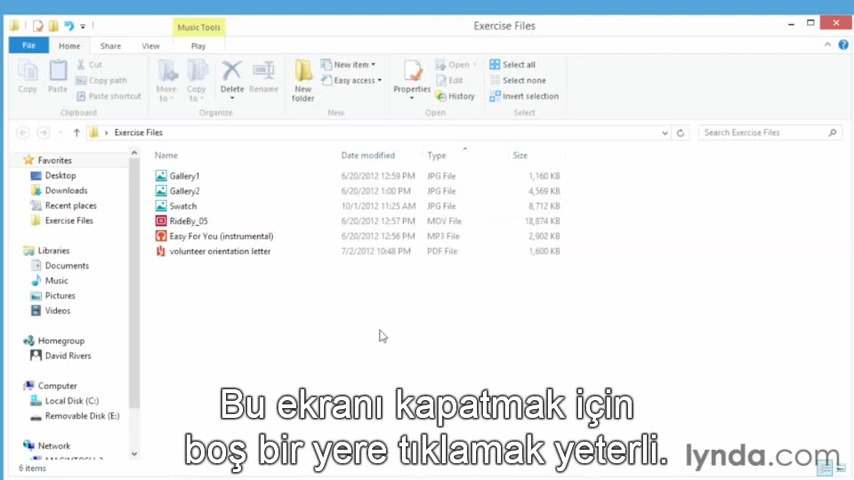 Music Tools
Exercise Files
File Home Share View Play
Copy
Paste
Cut
Copy path
Paste shortcut
Clipboard
Move to
Copy to
Delete
Rename
Organize
New folder
New item
Easy access
New
Properties
Open
Edit
History
Open
Select all
Select none
Invert selection
Select
Exercise Files
Search Exercise Files
Favorites
Desktop
Downloads
Recent places
Exercise Files
Libraries
Documents
Music
Pictures
Videos
Homegroup
David Rivers
Computer
Local Disk (C:)
Removable Disk (E:)
Network
Name Date modified Type Size
Gallery1 6/20/2012 12:59 PM JPG File 1,160 KB
Gallery2 6/20/2012 1:00 PM JPG File 4,569 KB
Swatch 10/1/2012 11:25 AM JPG File 8,712 KB
RideBy_05 6/20/2012 12:57 PM MOV File 18,874 KB
Easy For You (instrumental) 6/20/2012 12:56 PM MP3 File 2,902 KB
volunteer orientation letter 7/2/2012 10:48 PM PDF File 1,600 KB
Bu ekranı kapatmak için
boş bir yere tıklamak yeterli.
6 items
lynda.com